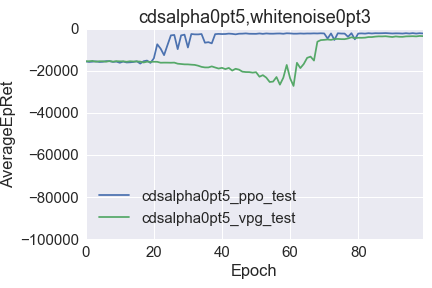 cdsalpha0pt5,whitenoise0pt3
0
−20000
−40000
−60000
−80000
−100000
AverageEpRet
cdsalpha0pt5_ppo_test
cdsalpha0pt5_vpg_test
0 20 40 60 80
Epoch